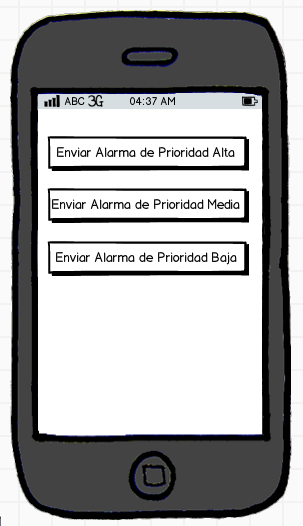 ABC 3G 04:37 AM
Enviar Alarma de Prioridad Alta
Enviar Alarma de Prioridad Media
Enviar Alarma de Prioridad Baja